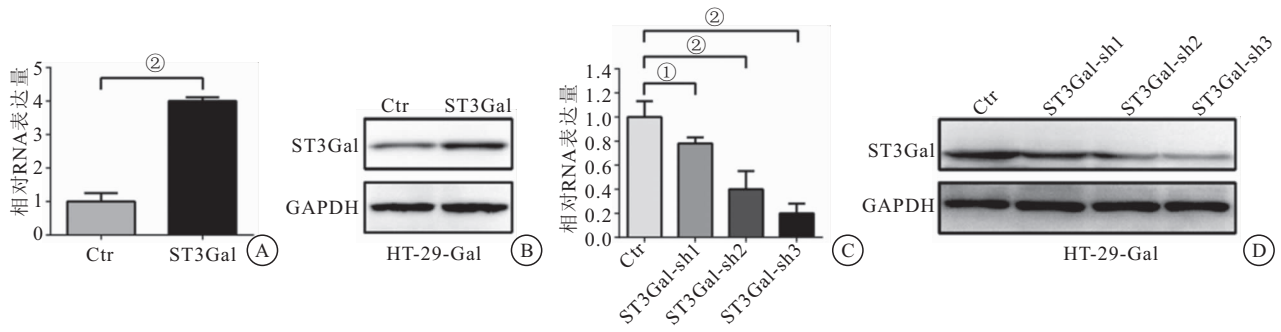 相对RNA表达量
5
4
3
2
1
0
②
Ctr
ST3Gal
A
Ctr
ST3Gal
ST3Gal
GAPDH
HT-29-Gal
B
相对RNA表达量
1.4
1.2
1.0
0.8
0.6
0.4
0.2
0.0
②
②
①
Ctr
ST3Gal-sh1
ST3Gal-sh2
ST3Gal-sh3
C
Ctr
ST3Gal-sh1
ST3Gal-sh2
ST3Gal-sh3
ST3Gal
GAPDH
HT-29-Gal
D